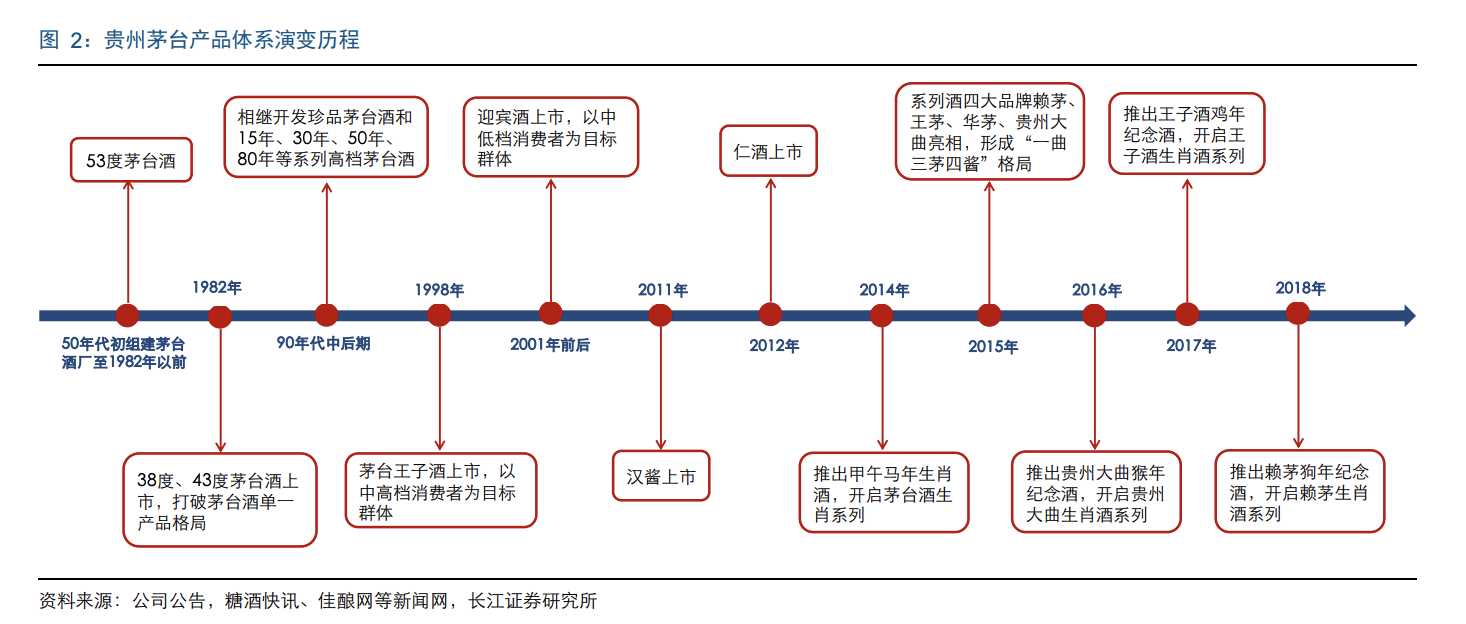 图 2：贵州茅台产品体系演变历程
53度茅台酒
相继开发珍品茅台酒和
15年、30年、50年、
80年等系列高档茅台酒
迎宾酒上市，以中
低档消费者为目标
群体
仁酒上市
系列酒四大品牌赖茅、
王茅、华茅、贵州大
曲亮相，形成“一曲
三茅四酱”格局
推出王子酒鸡年
纪念酒，开启王
子酒生肖酒系列
1982年
1998年
2011年
2014年
2016年
2018年
50年代初组建茅台
酒厂至1982年以前
90年代中后期
2001年前后
2012年
2015年
2017年
38度、43度茅台酒上
市，打破茅台酒单一
产品格局
茅台王子酒上市，以
中高档消费者为目标
群体
汉酱上市
推出甲午马年生肖
酒，开启茅台酒生
肖系列
推出贵州大曲猴年
纪念酒，开启贵州
大曲生肖酒系列
推出赖茅狗年纪念
酒，开启赖茅生肖
酒系列
资料来源：公司公告，糖酒快讯、佳酿网等新闻网，长江证券研究所